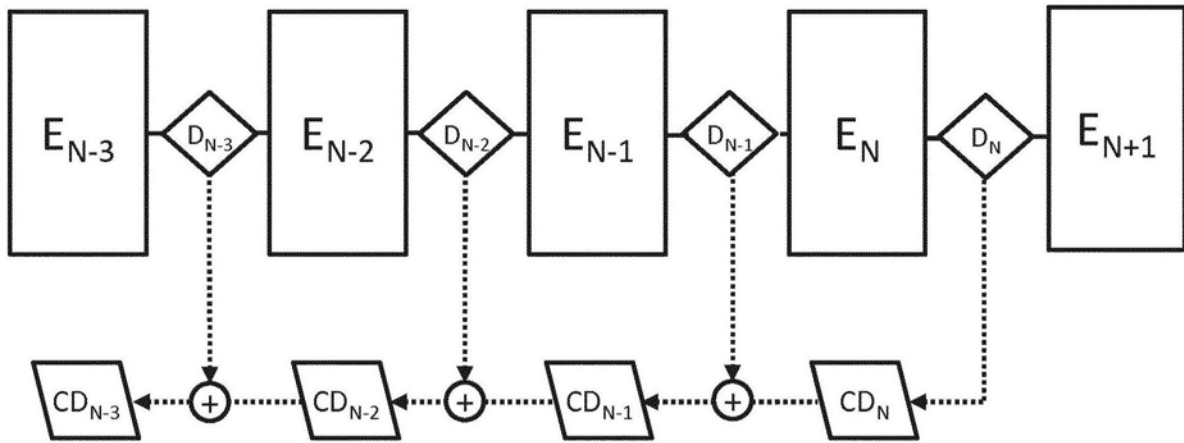 E_{N-3} D_{N-3} E_{N-2} D_{N-2} E_{N-1} D_{N-1} E_N D_N E_{N+1}
CD_{N-3} + CD_{N-2} + CD_{N-1} + CD_N